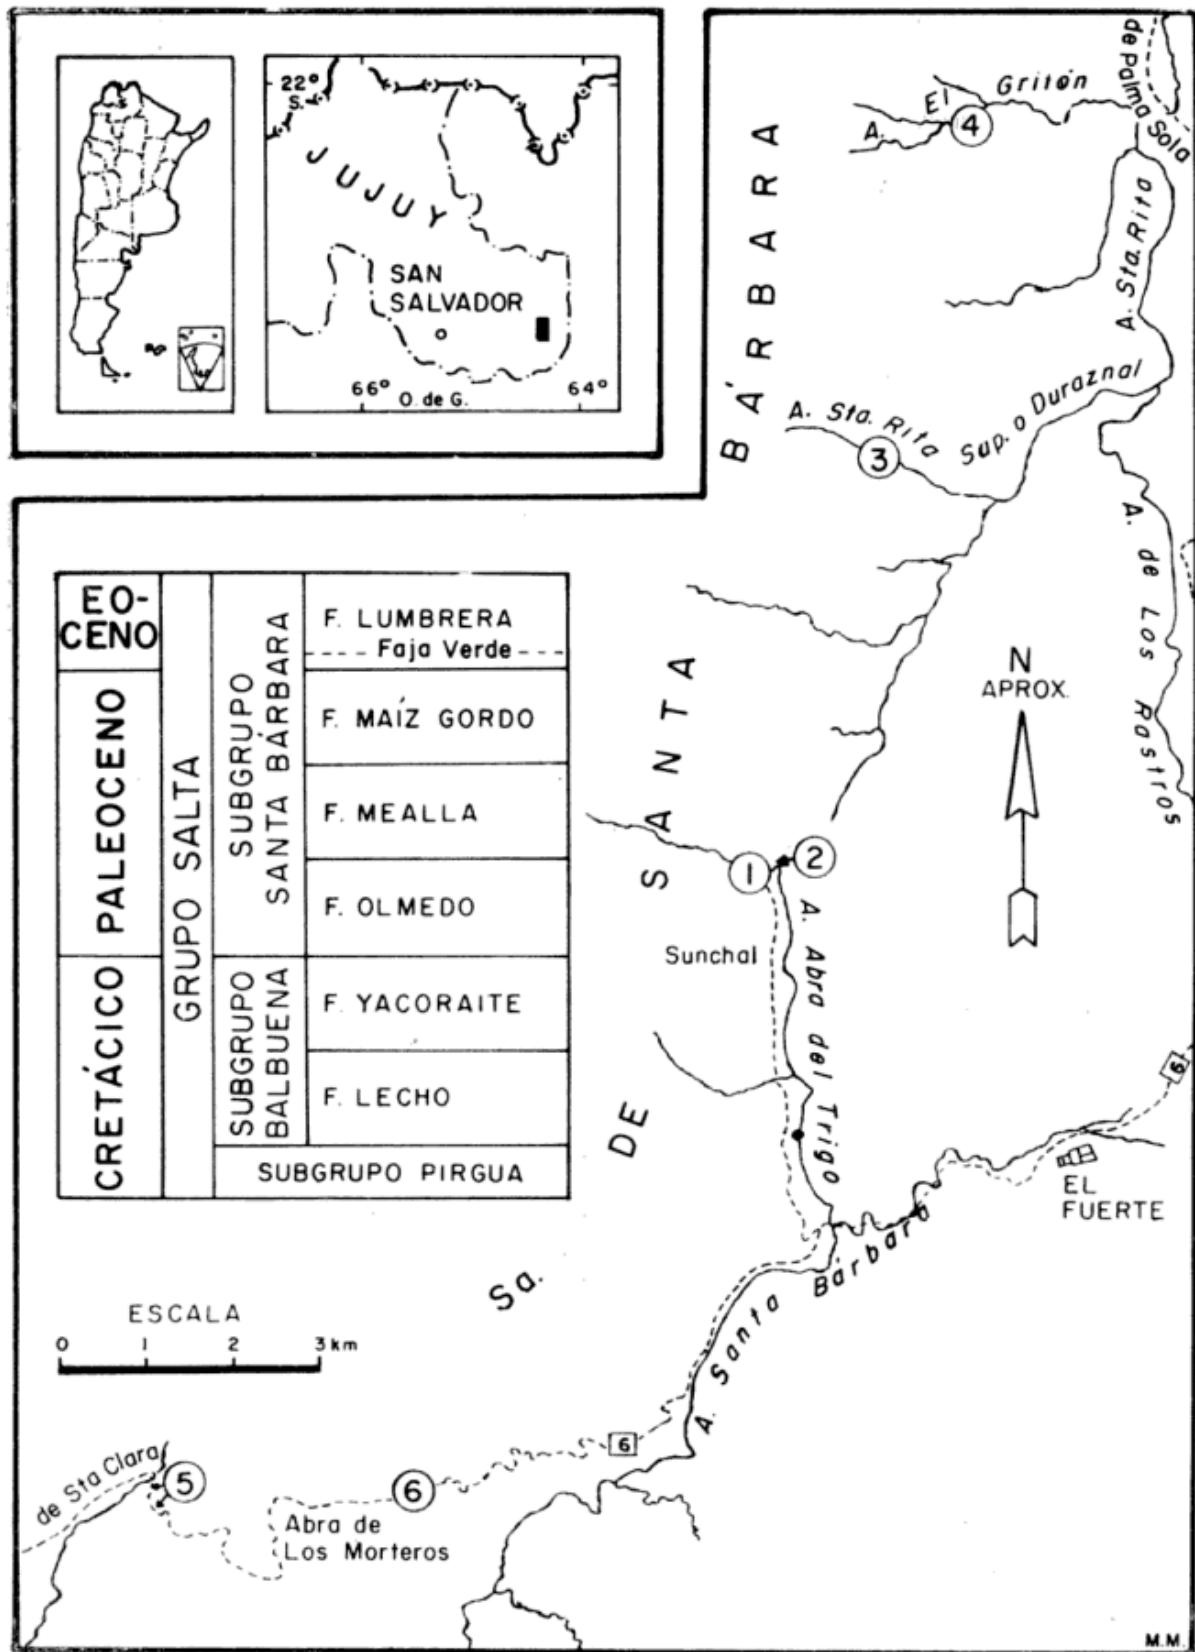 22°
S.
JUJUY
SAN
SALVADOR
66°
64°
O. de G.
de Palma Sola
A. El Gritón
4
A. Sta. Rita
A. Sta. Rita Sup. o Duraznal
3
A. de Los Rastros
Sa. DE SANTA BÁRBARA
N
APROX.
EO-
CENO
PALEOCENO
CRETÁCICO
GRUPO SALTA
SUBGRUPO
SANTA BÁRBARA
SUBGRUPO
BALBUENA
F. LUMBRERA
Faja Verde
F. MAÍZ GORDO
F. MEALLA
F. OLMEDO
F. YACORAITE
F. LECHO
SUBGRUPO PIRGUA
1
2
Sunchal
A. Abra del Trigo
6
EL
FUERTE
A. Santa Bárbara
ESCALA
0 1 2 3 km
6
de Sta Clara
5
6
Abra de
Los Morteros
M.M.